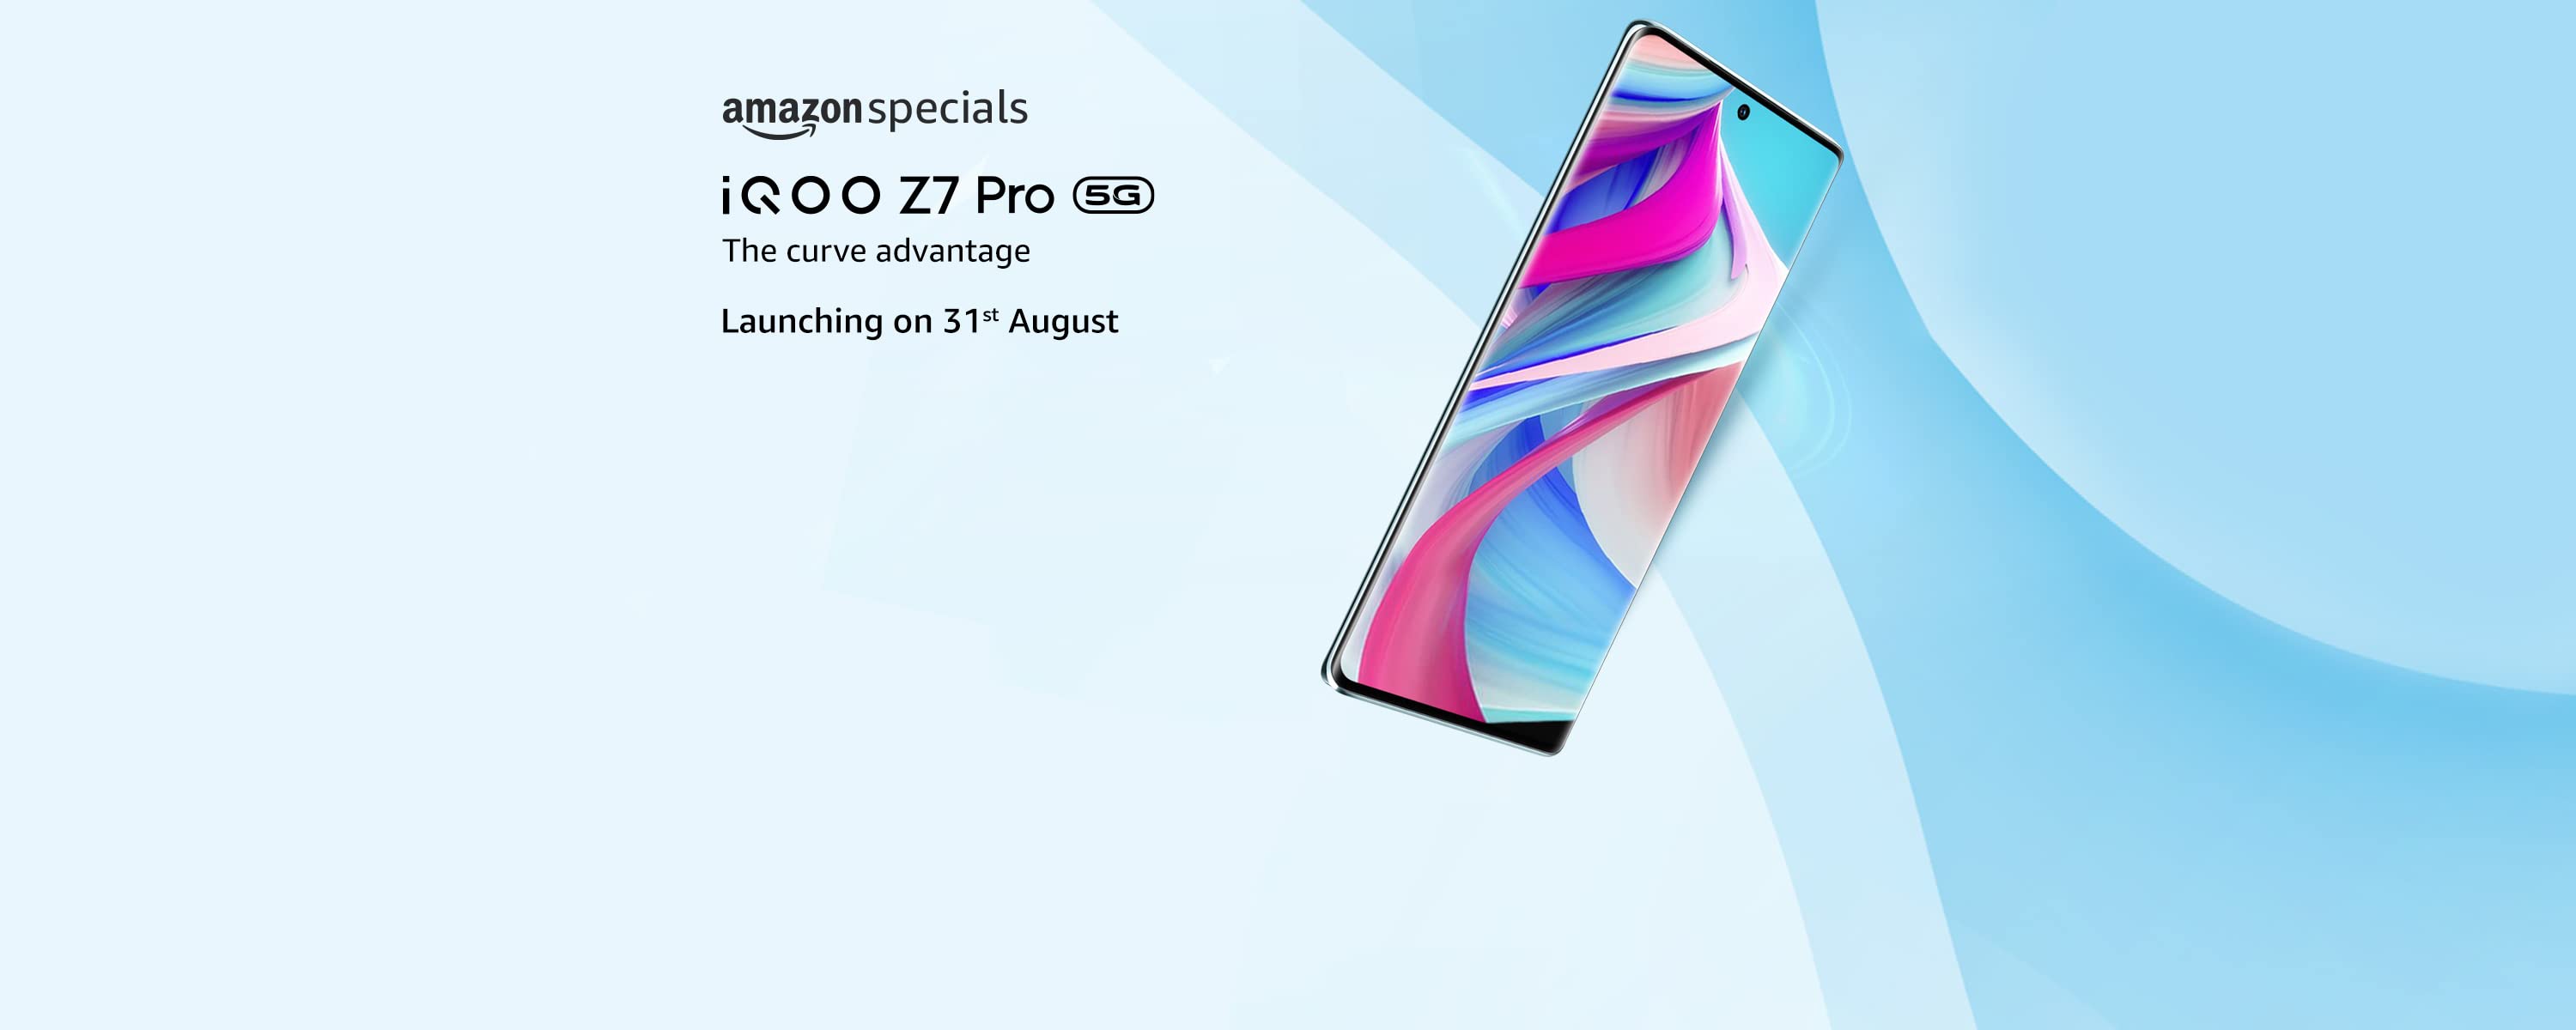 amazonspecials
iQOO Z7 Pro 5G
The curve advantage
Launching on 31st August